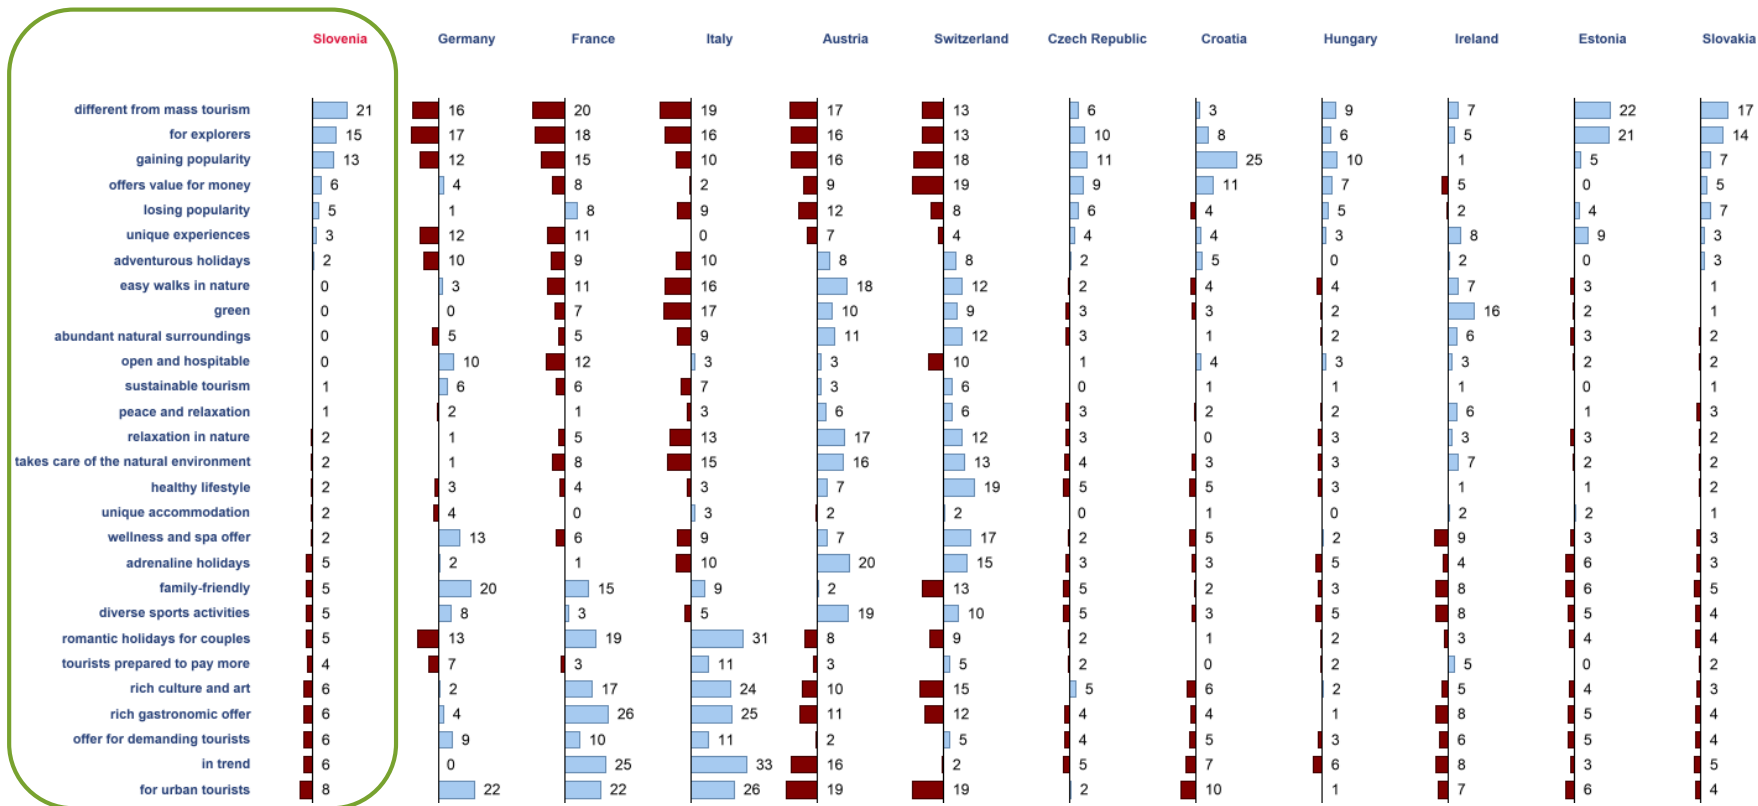 Slovenia Germany France Italy Austria Switzerland Czech Republic Croatia Hungary Ireland Estonia Slovakia
different from mass tourism 21 16 20 19 17 13 6 3 9 7 22 17
for explorers 15 17 18 16 16 13 10 8 6 5 21 14
gaining popularity 13 12 15 10 16 18 11 25 10 1 5 7
offers value for money 6 4 8 2 9 19 9 11 7 5 0 5
losing popularity 5 1 8 9 12 8 6 4 5 2 4 7
unique experiences 3 12 11 0 7 4 4 4 3 8 9 3
adventurous holidays 2 10 9 10 8 8 2 5 0 2 0 3
easy walks in nature 0 3 11 16 18 12 2 4 4 7 3 1
green 0 0 7 17 10 9 3 3 2 16 2 1
abundant natural surroundings 0 5 5 9 11 12 3 1 2 6 3 2
open and hospitable 0 10 12 3 3 10 1 4 3 3 2 2
sustainable tourism 1 6 6 7 3 6 0 1 1 1 0 1
peace and relaxation 1 2 1 3 6 6 3 2 2 6 1 3
relaxation in nature 2 1 5 13 17 12 3 0 3 3 3 2
takes care of the natural environment 2 1 8 15 16 13 4 3 3 7 2 2
healthy lifestyle 2 3 4 3 7 19 5 5 3 1 1 2
unique accommodation 2 4 0 3 2 2 0 1 0 2 2 1
wellness and spa offer 2 13 6 9 7 17 2 5 2 9 3 3
adrenaline holidays 5 2 1 10 20 15 3 3 5 4 6 3
family-friendly 5 20 15 9 2 13 5 2 3 8 6 5
diverse sports activities 5 8 3 5 19 10 5 3 5 8 5 4
romantic holidays for couples 5 13 19 31 8 9 2 1 2 3 4 4
tourists prepared to pay more 4 7 3 11 3 5 2 0 2 5 0 2
rich culture and art 6 2 17 24 10 15 5 6 2 5 4 3
rich gastronomic offer 6 4 26 25 11 12 4 4 1 8 5 4
offer for demanding tourists 6 9 10 11 2 5 4 5 3 6 5 4
in trend 6 0 25 33 16 2 5 7 6 8 3 5
for urban tourists 8 22 22 26 19 19 2 10 1 7 6 4